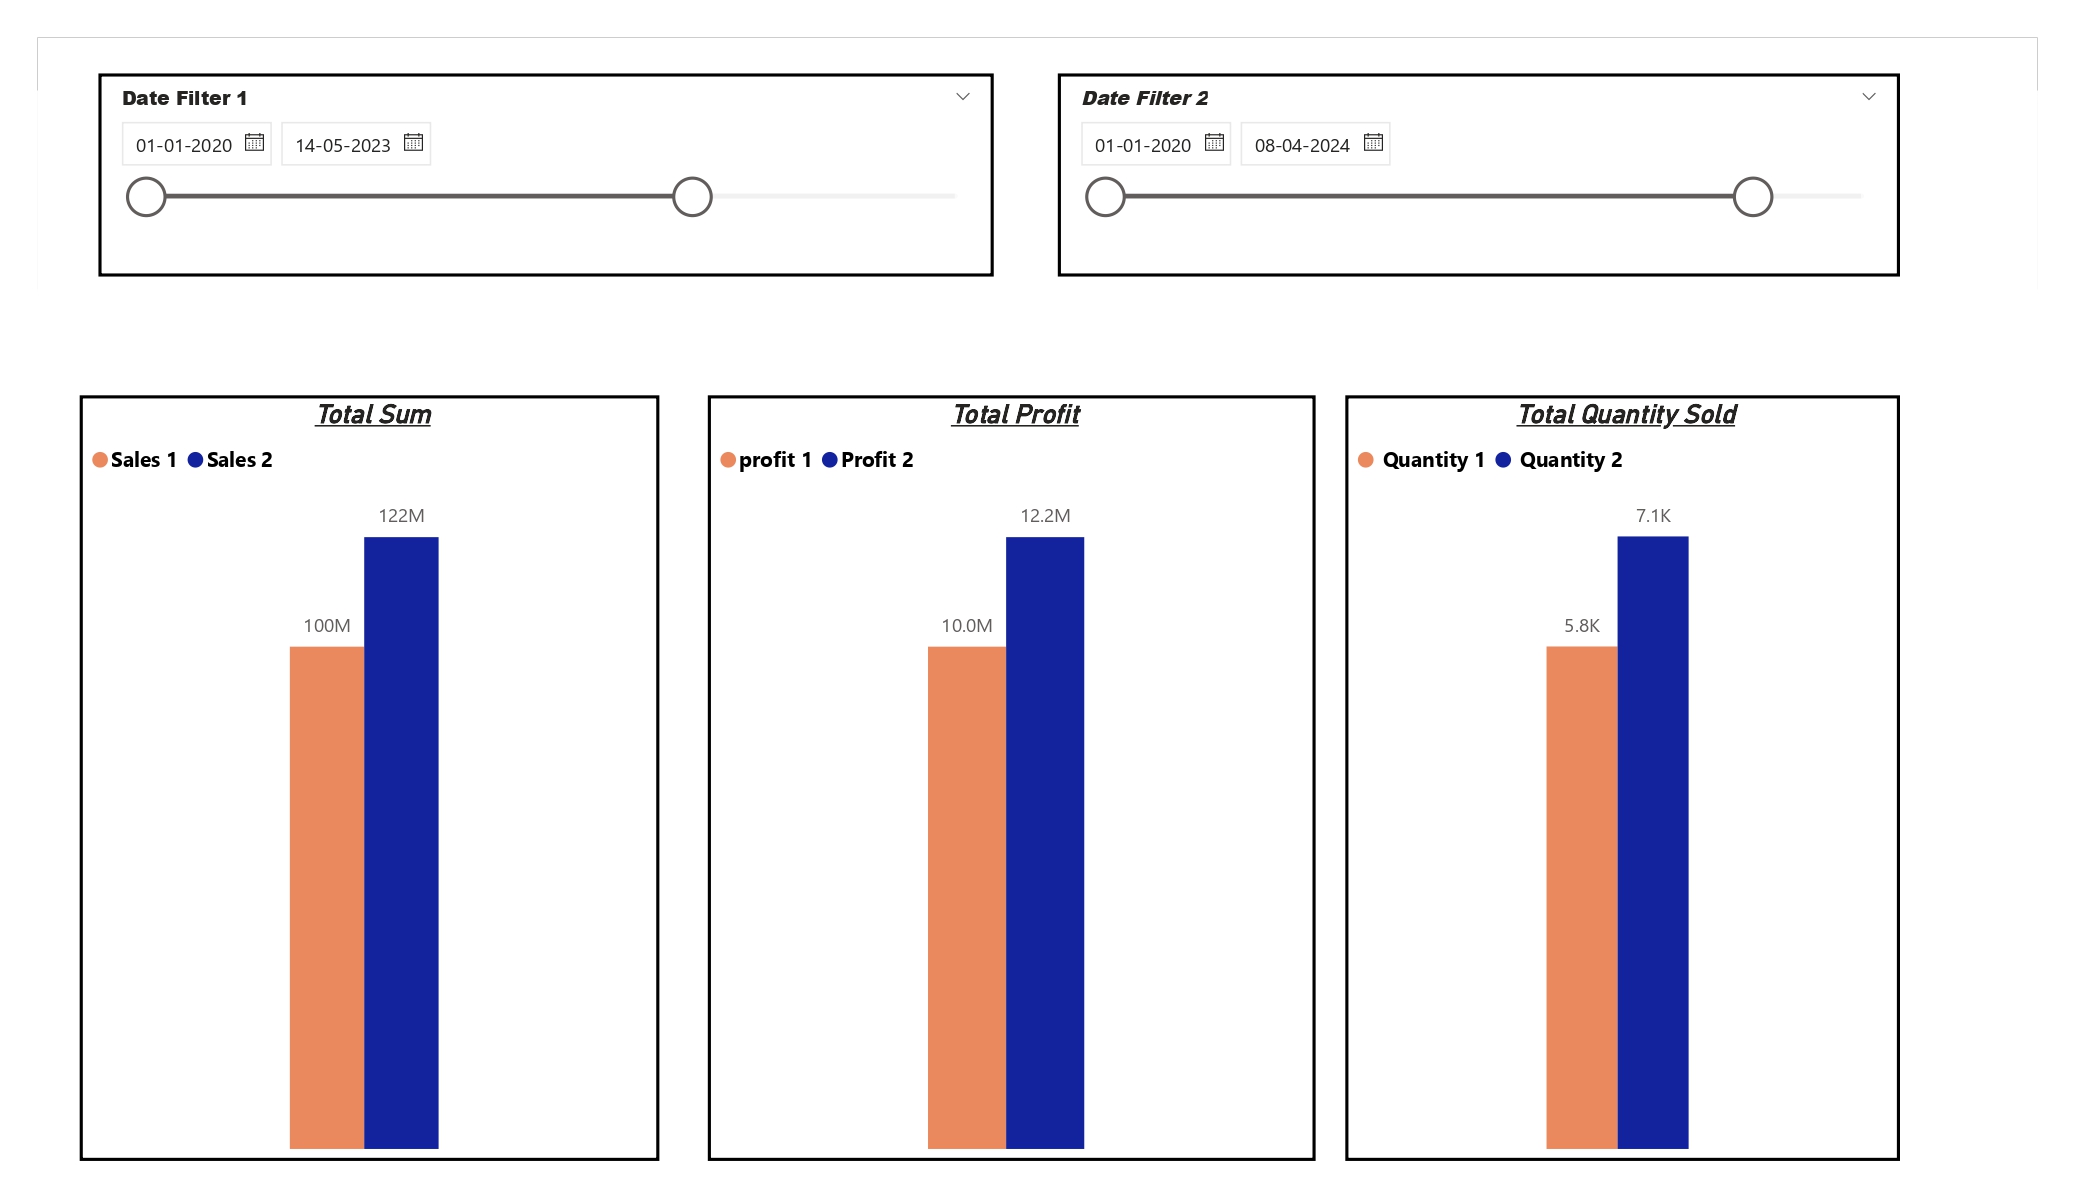 Date Filter 1
01-01-2020 14-05-2023
Date Filter 2
01-01-2020 08-04-2024
Total Sum
Sales 1 Sales 2
122M
100M
Total Profit
profit 1 Profit 2
12.2M
10.0M
Total Quantity Sold
Quantity 1 Quantity 2
7.1K
5.8K